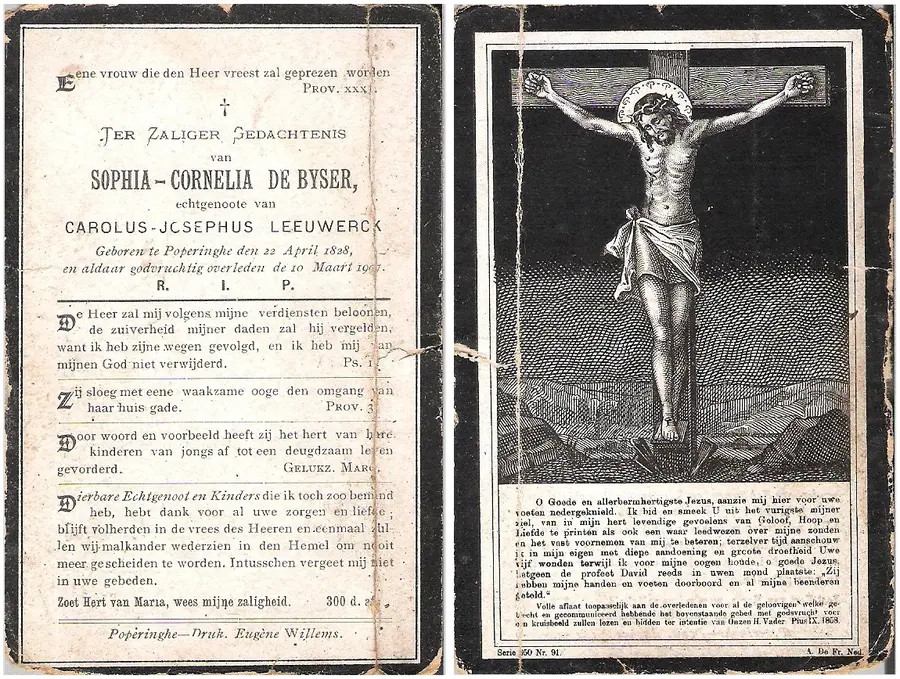 Eene vrouw die den Heer vreest zal geprezen worden
PROV. XXXI.
TER ZALIGER GEDACHTENIS
van
SOPHIA-CORNELIA DE BYSER,
echtgenoote van
CAROLUS-JOSEPHUS LEEUWERCK
Geboren te Poperinghe den 22 April 1828,
en aldaar godvruchtig overleden de 10 Maart
R. I. P.
De Heer zal mij volgens mijne verdiensten beloonen,
de zuiverheid mijner daden zal hij vergelden,
want ik heb zijne wegen gevolgd, en ik heb mij van
mijnen God niet verwijderd. Ps.
Zij sloeg met eene waakzame ooge den omgang van
haar huis gade. PROV.
Door woord en voorbeeld heeft zij het hert van hare
kinderen van jongs af tot een deugdzaam leven
gevorderd. GELUKZ. MARG.
Dierbare Echtgenoot en Kinders die ik toch zoo bemind
heb, hebt dank voor al uwe zorgen en liefde;
blijft volherden in de vrees des Heeren en eenmaal zul-
len wij malkander wederzien in den Hemel om nooit
meer gescheiden te worden. Intusschen vergeet mij niet
in uwe gebeden.
Zoet Hert van Maria, wees mijne zaligheid. 300 d.
Poperinghe—Druk. Eugène Willems.
O Goede en allerbermhertigste Jezus, aanzie mij hier voor uwe
voeten nedergeknield. Ik bid en smeek U uit het vurigste mijner
ziel, van in mijn hert levendige gevoelens van Geloof, Hoop en
Liefde te printen als ook een waar leedwezen over mijne zonden
en het vast voornemen van mij te beteren; terzelver tijd aanschouw
ik in mijn eigen met diepe aandoening en groote droefheid Uwe
vijf wonden terwijl ik voor mijne oogen houde, o goede Jezus,
hetgeen de profeet David reeds in uwen mond plaatste: „Zij
hebben mijne handen en voeten doorboord en al mijne beenderen
geteld."
Volle aflaat toepasselijk aan de overledenen voor al de geloovigen welke ge-
biecht en gecommuniceerd hebbende het bovenstaande gebed met godsvrucht voor
een kruisbeeld zullen lezen en bidden ter intentie van Onzen H. Vader Pius IX. 1858.
Serie 350 Nr. 91. A. De Fr. Ned.